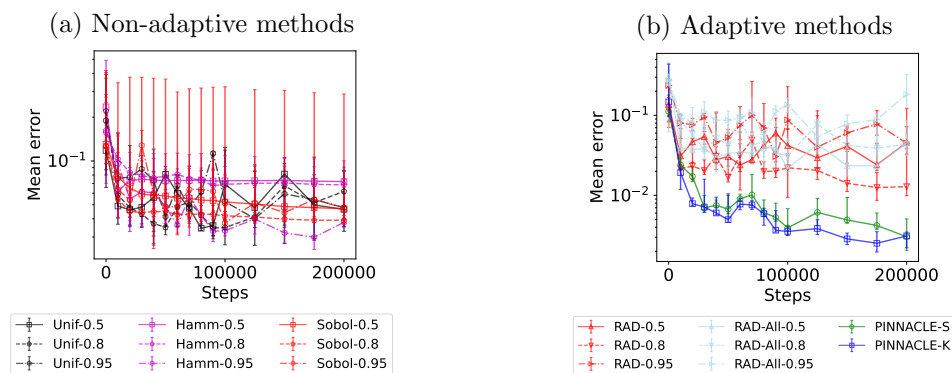 (a) Non-adaptive methods
Mean error
10⁻¹
0 100000 200000
Steps
Unif-0.5 Hamm-0.5 Sobol-0.5
Unif-0.8 Hamm-0.8 Sobol-0.8
Unif-0.95 Hamm-0.95 Sobol-0.95
(b) Adaptive methods
Mean error
10⁻¹
10⁻²
0 100000 200000
Steps
RAD-0.5 RAD-All-0.5 PINNACLE-S
RAD-0.8 RAD-All-0.8 PINNACLE-K
RAD-0.95 RAD-All-0.95